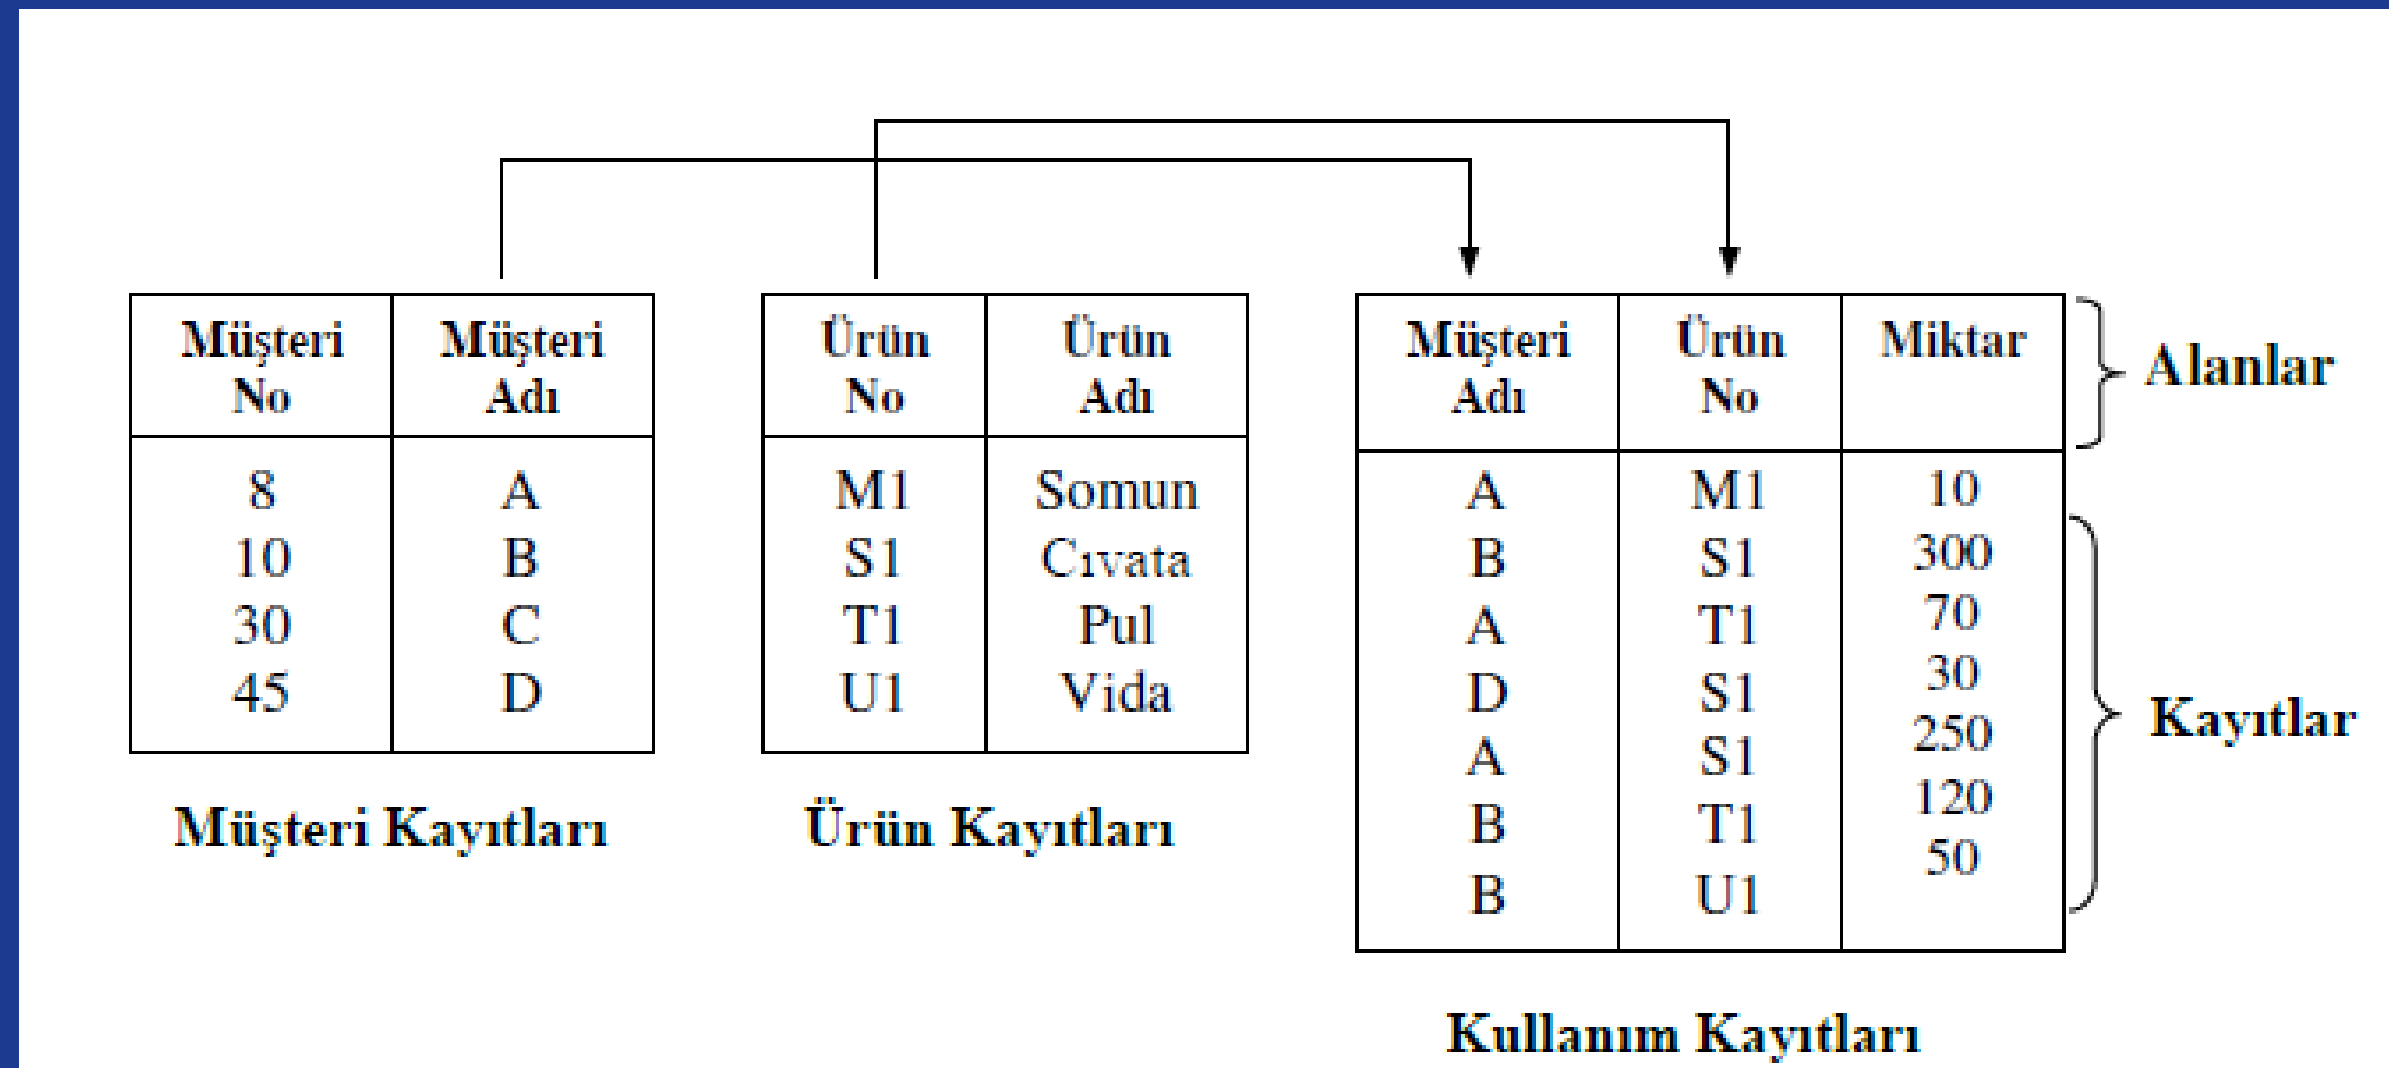 Müşteri No Müşteri Adı
8 A
10 B
30 C
45 D
Müşteri Kayıtları
Ürün No Ürün Adı
M1 Somun
S1 Cıvata
T1 Pul
U1 Vida
Ürün Kayıtları
Müşteri Adı Ürün No Miktar
A M1 10
B S1 300
A T1 70
D S1 30
A S1 250
B T1 120
B U1 50
Kullanım Kayıtları
Alanlar
Kayıtlar